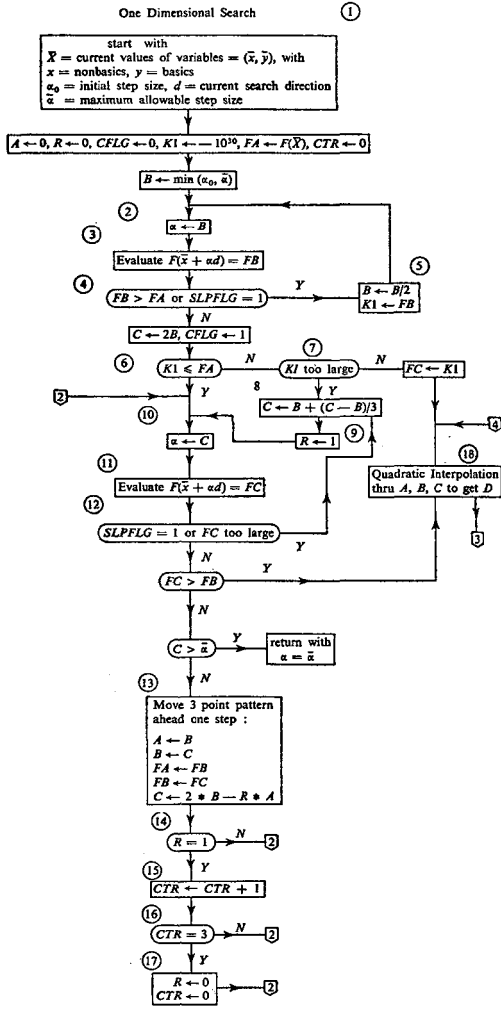 One Dimensional Search
1
start with
X̄ = current values of variables = (x̄, ȳ), with
x = nonbasics, y = basics
α₀ = initial step size, d = current search direction
ᾱ = maximum allowable step size
A ← 0, R ← 0, CFLG ← 0, K1 ← — 10³⁰, FA ← F(X̄), CTR ← 0
B ← min (α₀, ᾱ)
2
α ← B
3
Evaluate F(x̄ + αd) = FB
5
B ← B/2
K1 ← FB
4
FB > FA or SLPFLG = 1
Y
N
C ← 2B, CFLG ← 1
6
K1 ⩽ FA
N
7
K1 too large
N
FC ← K1
Y
8
Y
2
C ← B + (C — B)/3
10
9
4
α ← C
R ← 1
18
11
Quadratic Interpolation
thru A, B, C to get D
Evaluate F(x̄ + αd) = FC
12
3
SLPFLG = 1 or FC too large
Y
N
FC > FB
Y
N
C > ᾱ
Y
return with
α = ᾱ
N
13
Move 3 point pattern
ahead one step :
A ← B
B ← C
FA ← FB
FB ← FC
C ← 2 * B — R * A
14
R = 1
N
2
Y
15
CTR ← CTR + 1
16
CTR = 3
N
2
17
Y
R ← 0
CTR ← 0
2